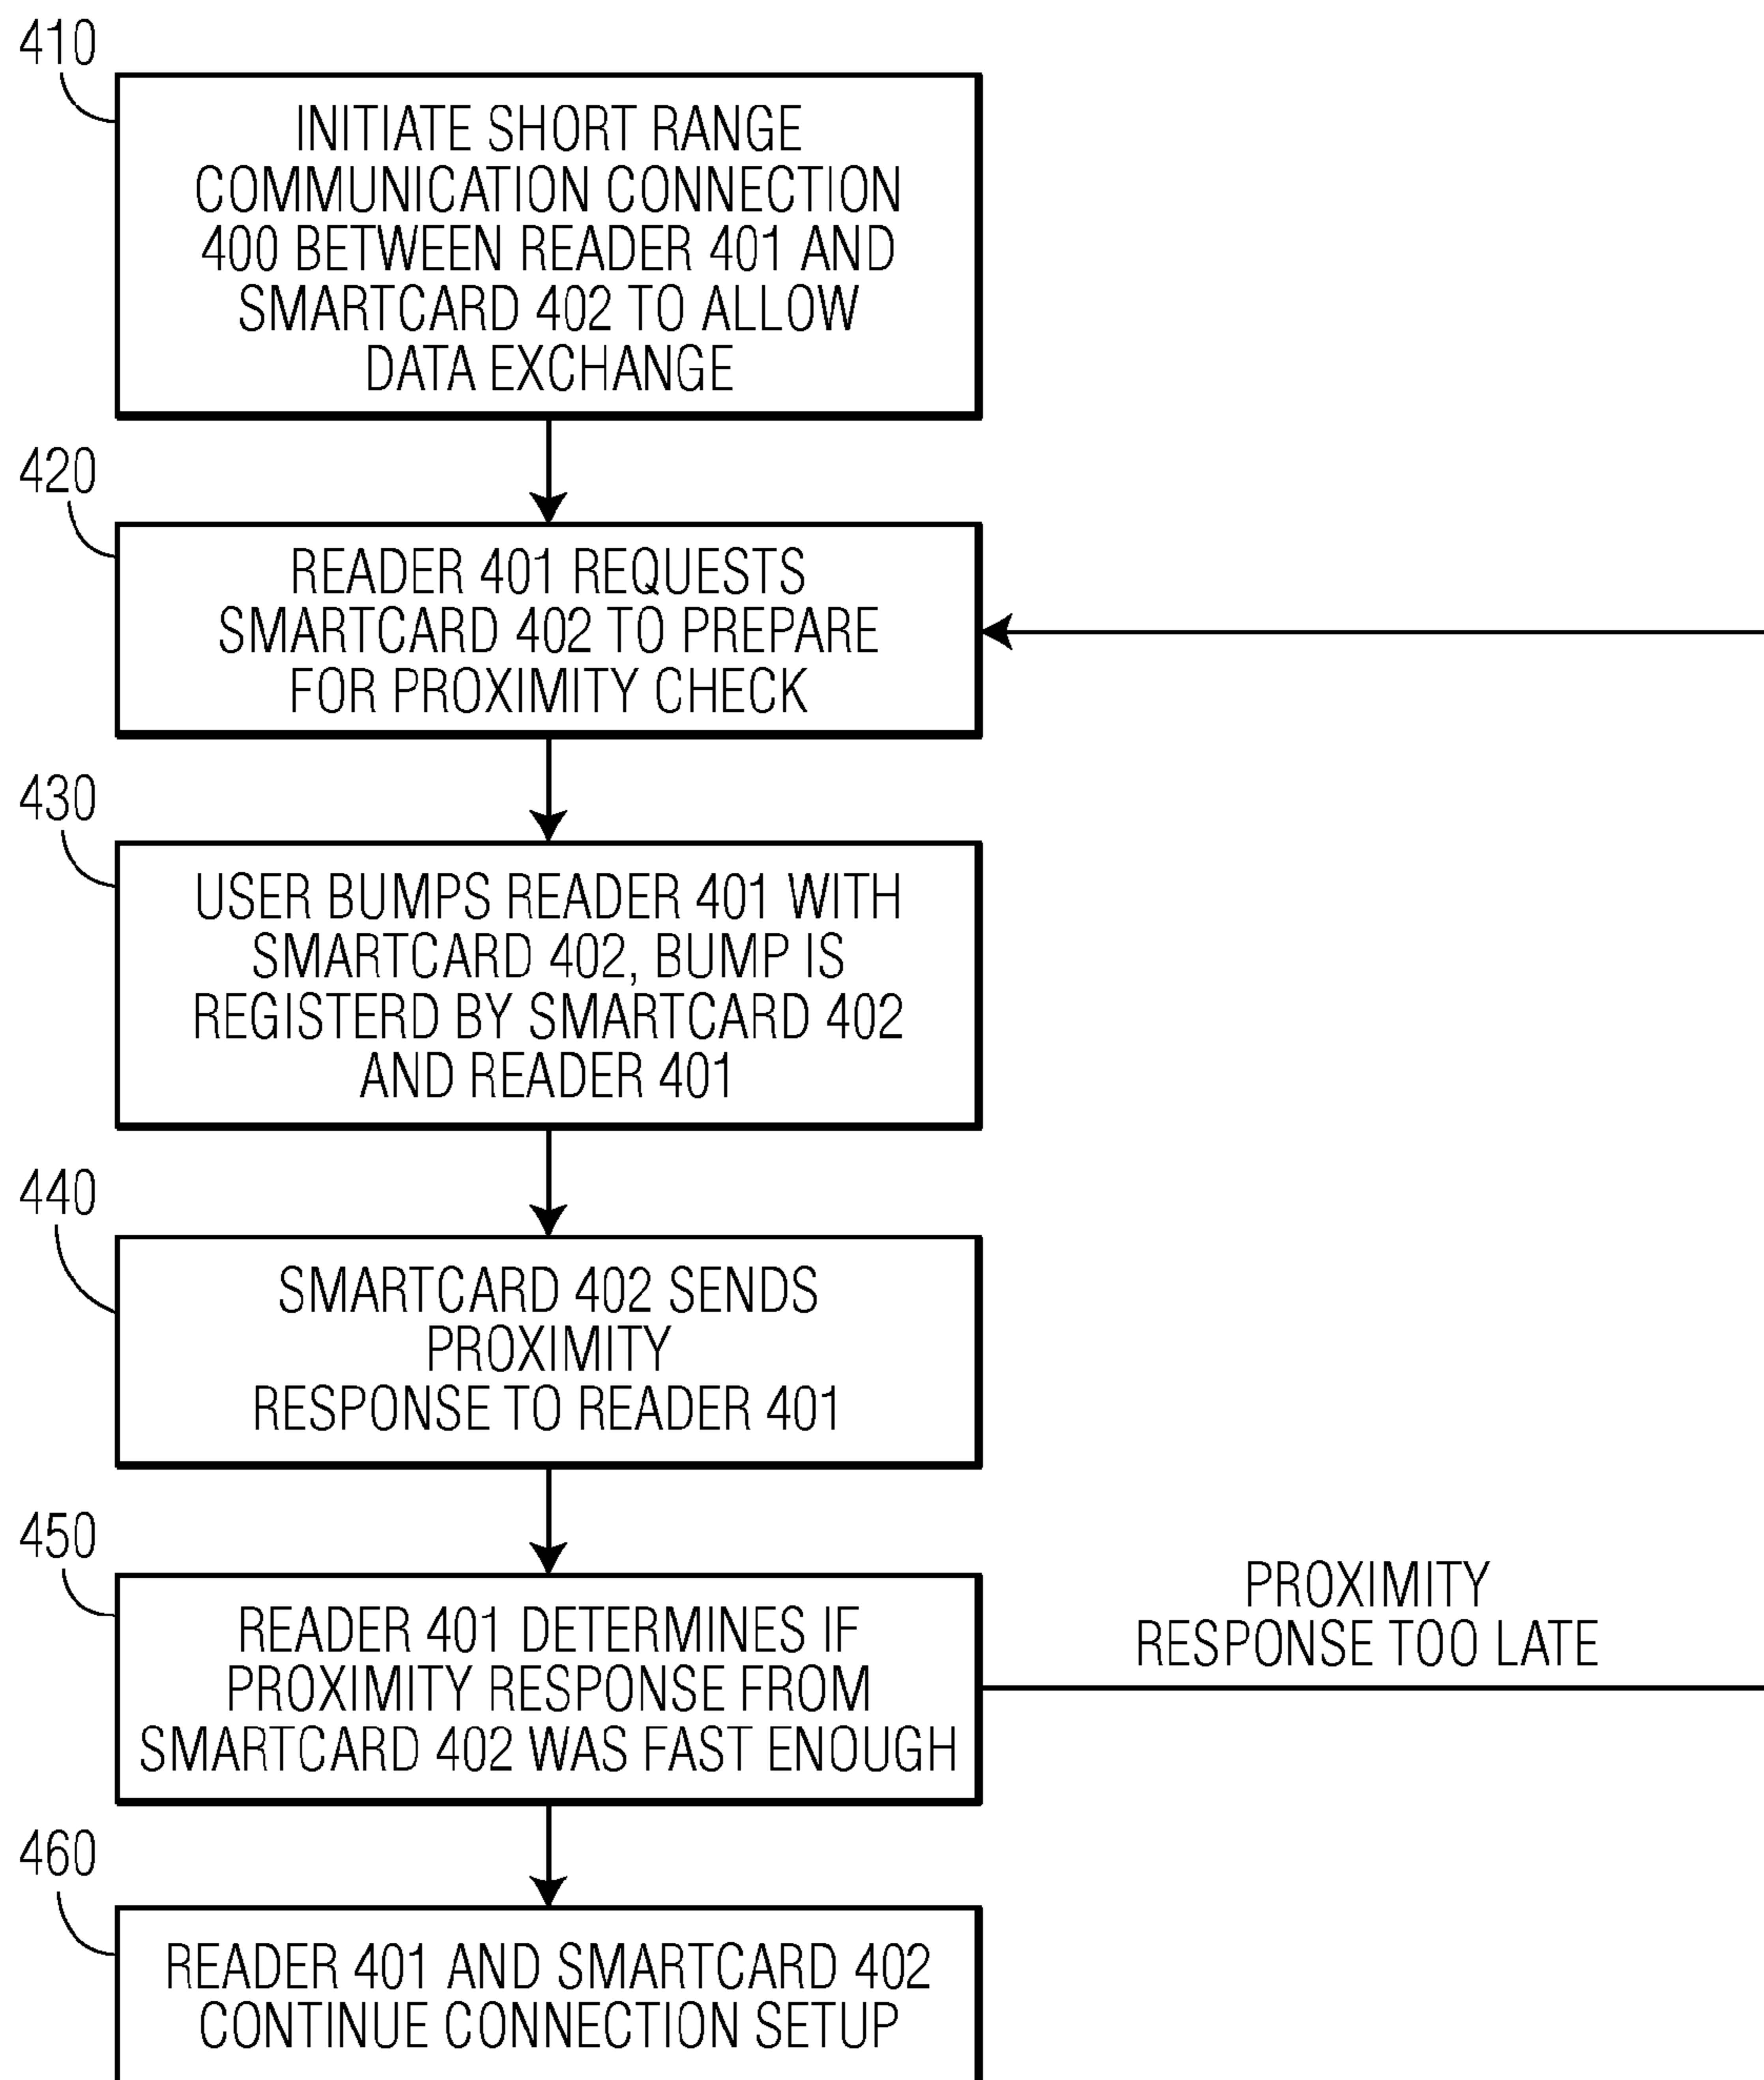 410
INITIATE SHORT RANGE
COMMUNICATION CONNECTION
400 BETWEEN READER 401 AND
SMARTCARD 402 TO ALLOW
DATA EXCHANGE
420
READER 401 REQUESTS
SMARTCARD 402 TO PREPARE
FOR PROXIMITY CHECK
430
USER BUMPS READER 401 WITH
SMARTCARD 402, BUMP IS
REGISTERD BY SMARTCARD 402
AND READER 401
440
SMARTCARD 402 SENDS
PROXIMITY
RESPONSE TO READER 401
450
READER 401 DETERMINES IF
PROXIMITY RESPONSE FROM
SMARTCARD 402 WAS FAST ENOUGH
PROXIMITY
RESPONSE TOO LATE
460
READER 401 AND SMARTCARD 402
CONTINUE CONNECTION SETUP